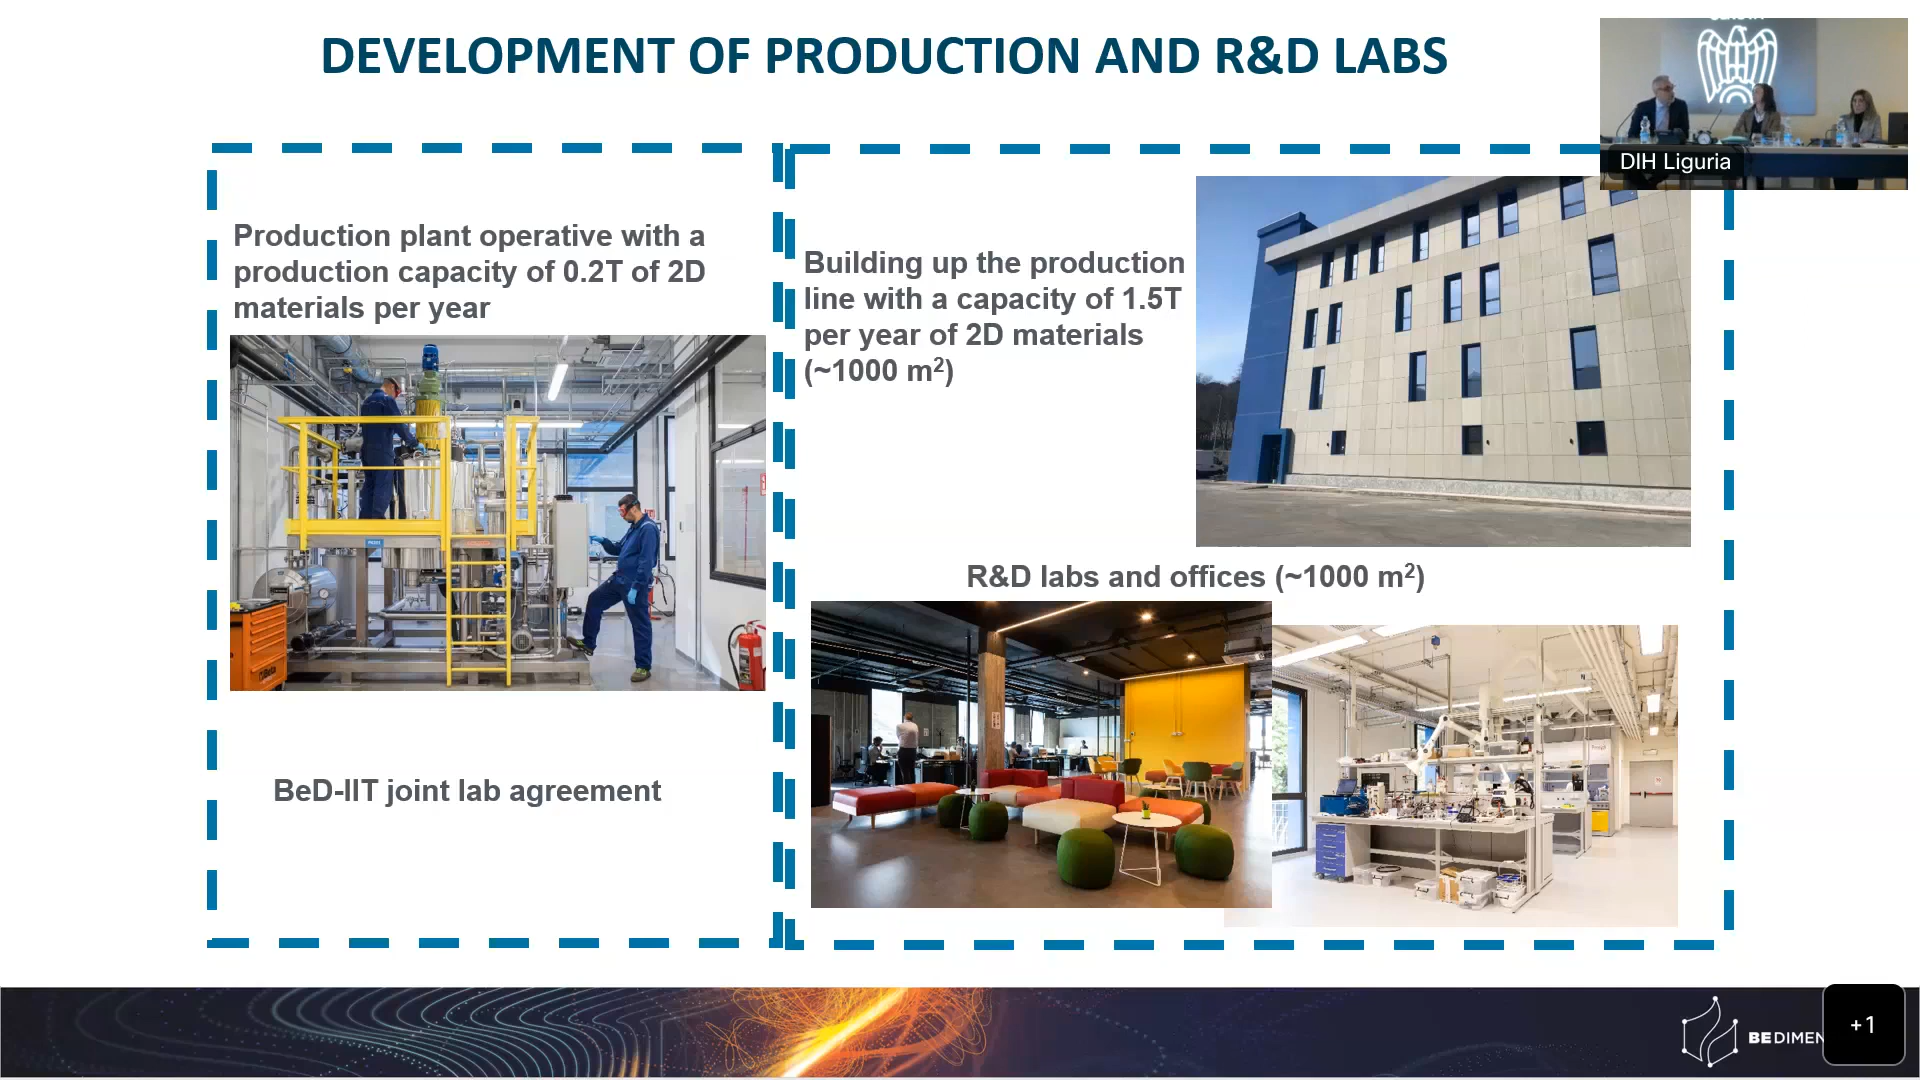 DEVELOPMENT OF PRODUCTION AND R&D LABS
DIH Liguria
Production plant operative with a
production capacity of 0.2T of 2D
materials per year
Building up the production
line with a capacity of 1.5T
per year of 2D materials
(~1000 m²)
R&D labs and offices (~1000 m²)
BeD-IIT joint lab agreement
BEDIMEN
+1